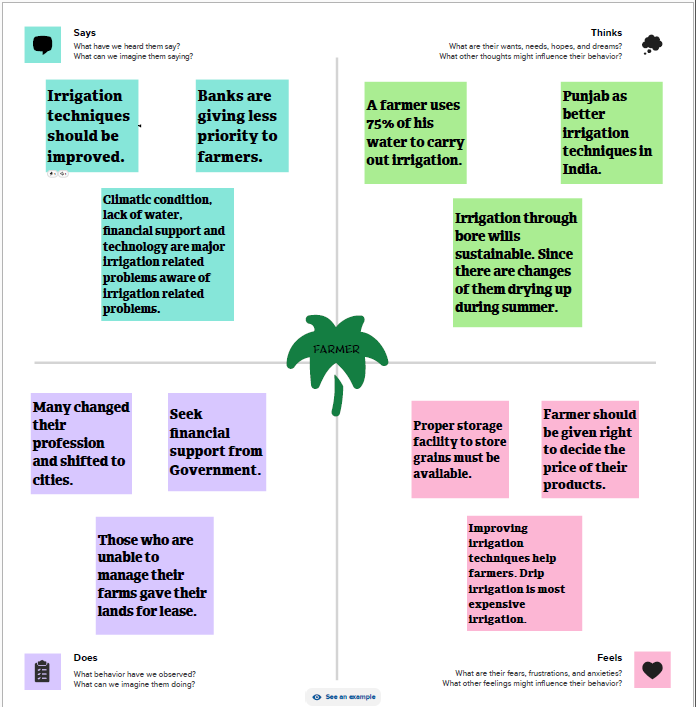 Says
What have we heard them say?
What can we imagine them saying?
Thinks
What are their wants, needs, hopes, and dreams?
What other thoughts might influence their behavior?
Irrigation
techniques
should be
improved.
Banks are
giving less
priority to
farmers.
Climatic condition,
lack of water,
financial support and
technology are major
irrigation related
problems aware of
irrigation related
problems.
A farmer uses
75% of his
water to carry
out irrigation.
Punjab as
better
irrigation
techniques in
India.
Irrigation through
bore wills
sustainable. Since
there are changes
of them drying up
during summer.
FARMER
Many changed
their
profession
and shifted to
cities.
Seek
financial
support from
Government.
Those who are
unable to
manage their
farms gave their
lands for lease.
Proper storage
facility to store
grains must be
available.
Farmer should
be given right
to decide the
price of their
products.
Improving
irrigation
techniques help
farmers. Drip
irrigation is most
expensive
irrigation.
Does
What behavior have we observed?
What can we imagine them doing?
Feels
What are their fears, frustrations, and anxieties?
What other feelings might influence their behavior?
See an example